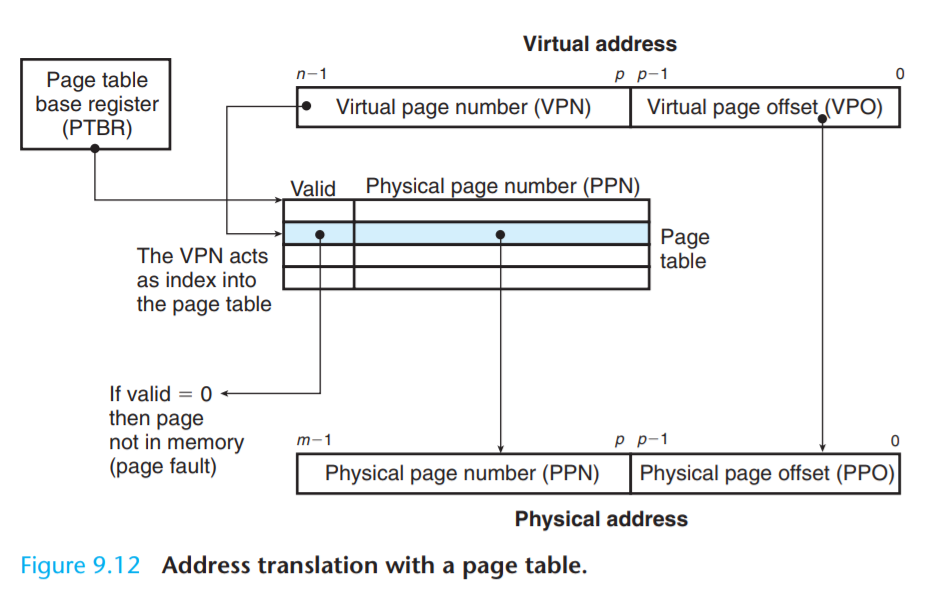 Virtual address
Page table
base register
(PTBR)
n−1
p p−1
0
Virtual page number (VPN)
Virtual page offset (VPO)
Valid
Physical page number (PPN)
The VPN acts
as index into
the page table
Page
table
If valid = 0
then page
not in memory
(page fault)
m−1
p p−1
0
Physical page number (PPN)
Physical page offset (PPO)
Physical address
Figure 9.12 Address translation with a page table.